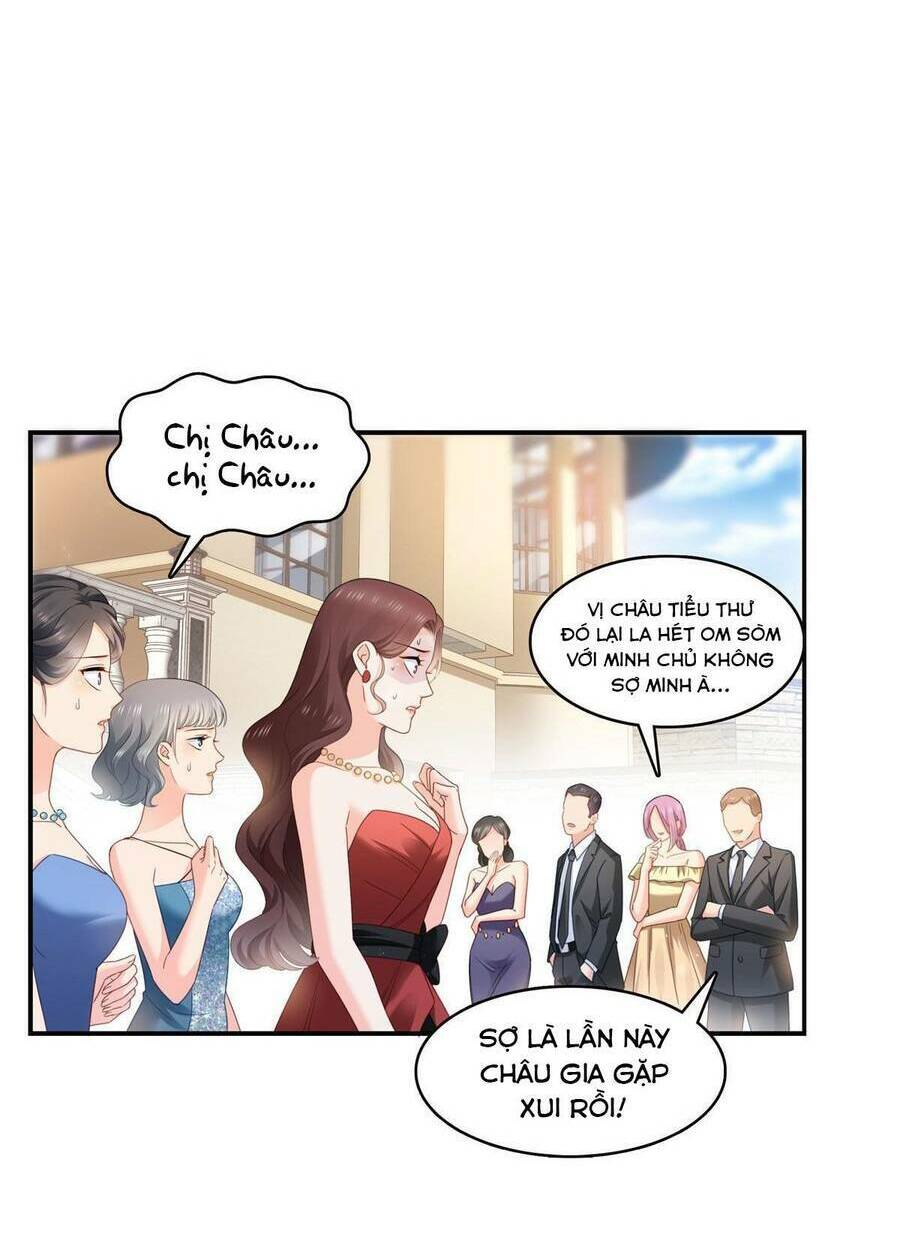 Chị Châu...
chị Châu...
VỊ CHÂU TIỂU THƯ
ĐÓ LẠI LA HÉT OM SÒM
VỚI MINH CHỦ KHÔNG
SỢ MINH À...
SỢ LÀ LẦN NÀY
CHÂU GIA GẶP
XUI RỒI!